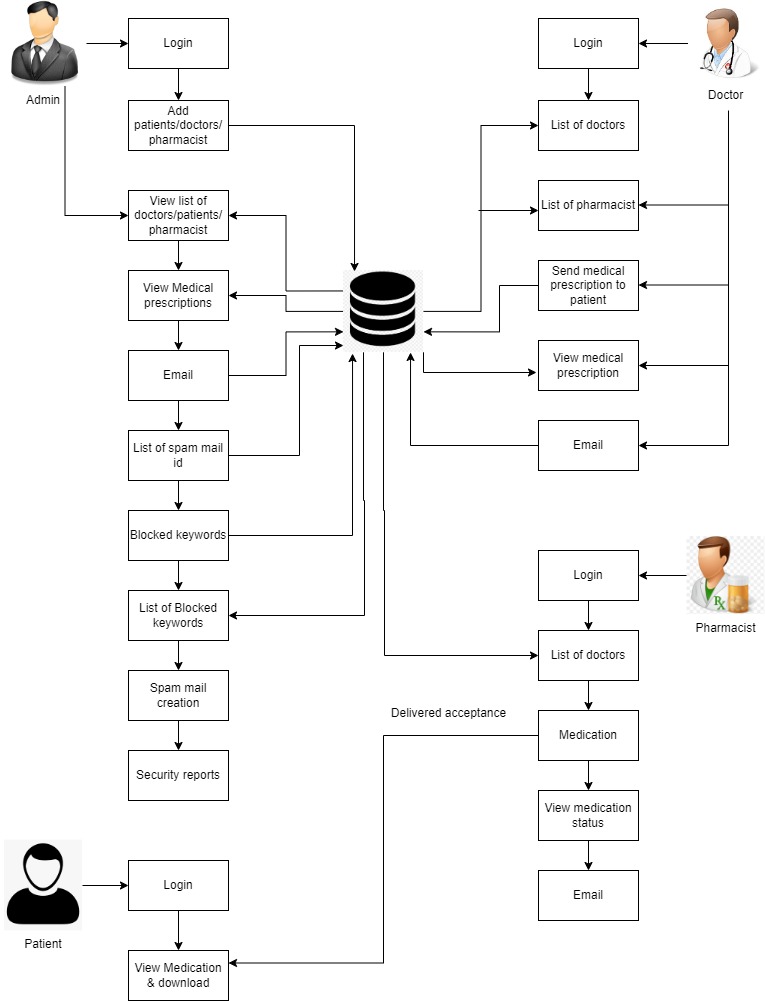 Login
Admin
Add
patients/doctors/
pharmacist
View list of
doctors/patients/
pharmacist
View Medical
prescriptions
Email
List of spam mail
id
Blocked keywords
List of Blocked
keywords
Spam mail
creation
Security reports
Login
Doctor
List of doctors
List of pharmacist
Send medical
prescription to
patient
View medical
prescription
Email
Login
Rx
Pharmacist
List of doctors
Delivered acceptance
Medication
View medication
status
Email
Login
Patient
View Medication
& download